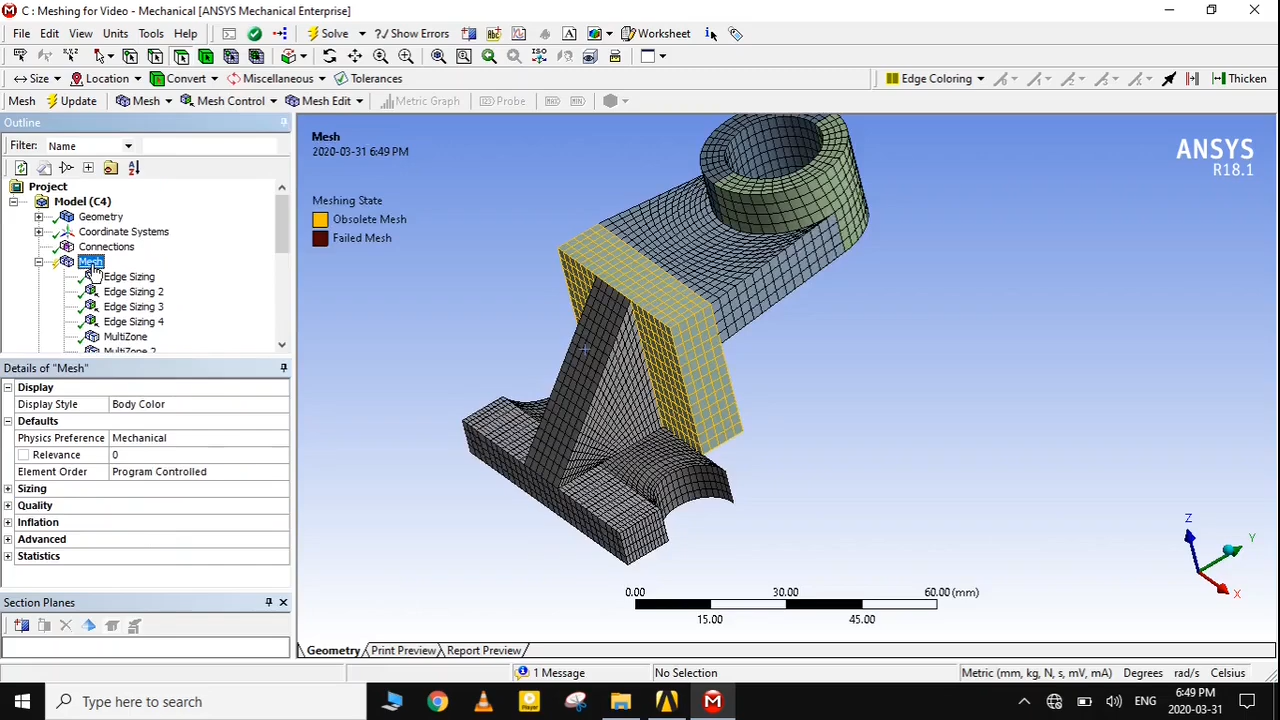 C : Meshing for Video - Mechanical [ANSYS Mechanical Enterprise]
File Edit View Units Tools Help Solve Show Errors Worksheet
Size Location Convert Miscellaneous Tolerances Edge Coloring Thicken
Mesh Update Mesh Mesh Control Mesh Edit Metric Graph Probe
Outline
Filter: Name
Project
Model (C4)
Geometry
Coordinate Systems
Connections
Mesh
Edge Sizing
Edge Sizing 2
Edge Sizing 3
Edge Sizing 4
MultiZone
MultiZone 2
Details of "Mesh"
Display
Display Style Body Color
Defaults
Physics Preference Mechanical
Relevance 0
Element Order Program Controlled
Sizing
Quality
Inflation
Advanced
Statistics
Section Planes
Mesh
2020-03-31 6:49 PM
Meshing State
Obsolete Mesh
Failed Mesh
ANSYS
R18.1
Z
Y
X
0.00 30.00 60.00 (mm)
15.00 45.00
Geometry Print Preview Report Preview
1 Message No Selection Metric (mm, kg, N, s, mV, mA) Degrees rad/s Celsius
Type here to search
ENG
6:49 PM
2020-03-31